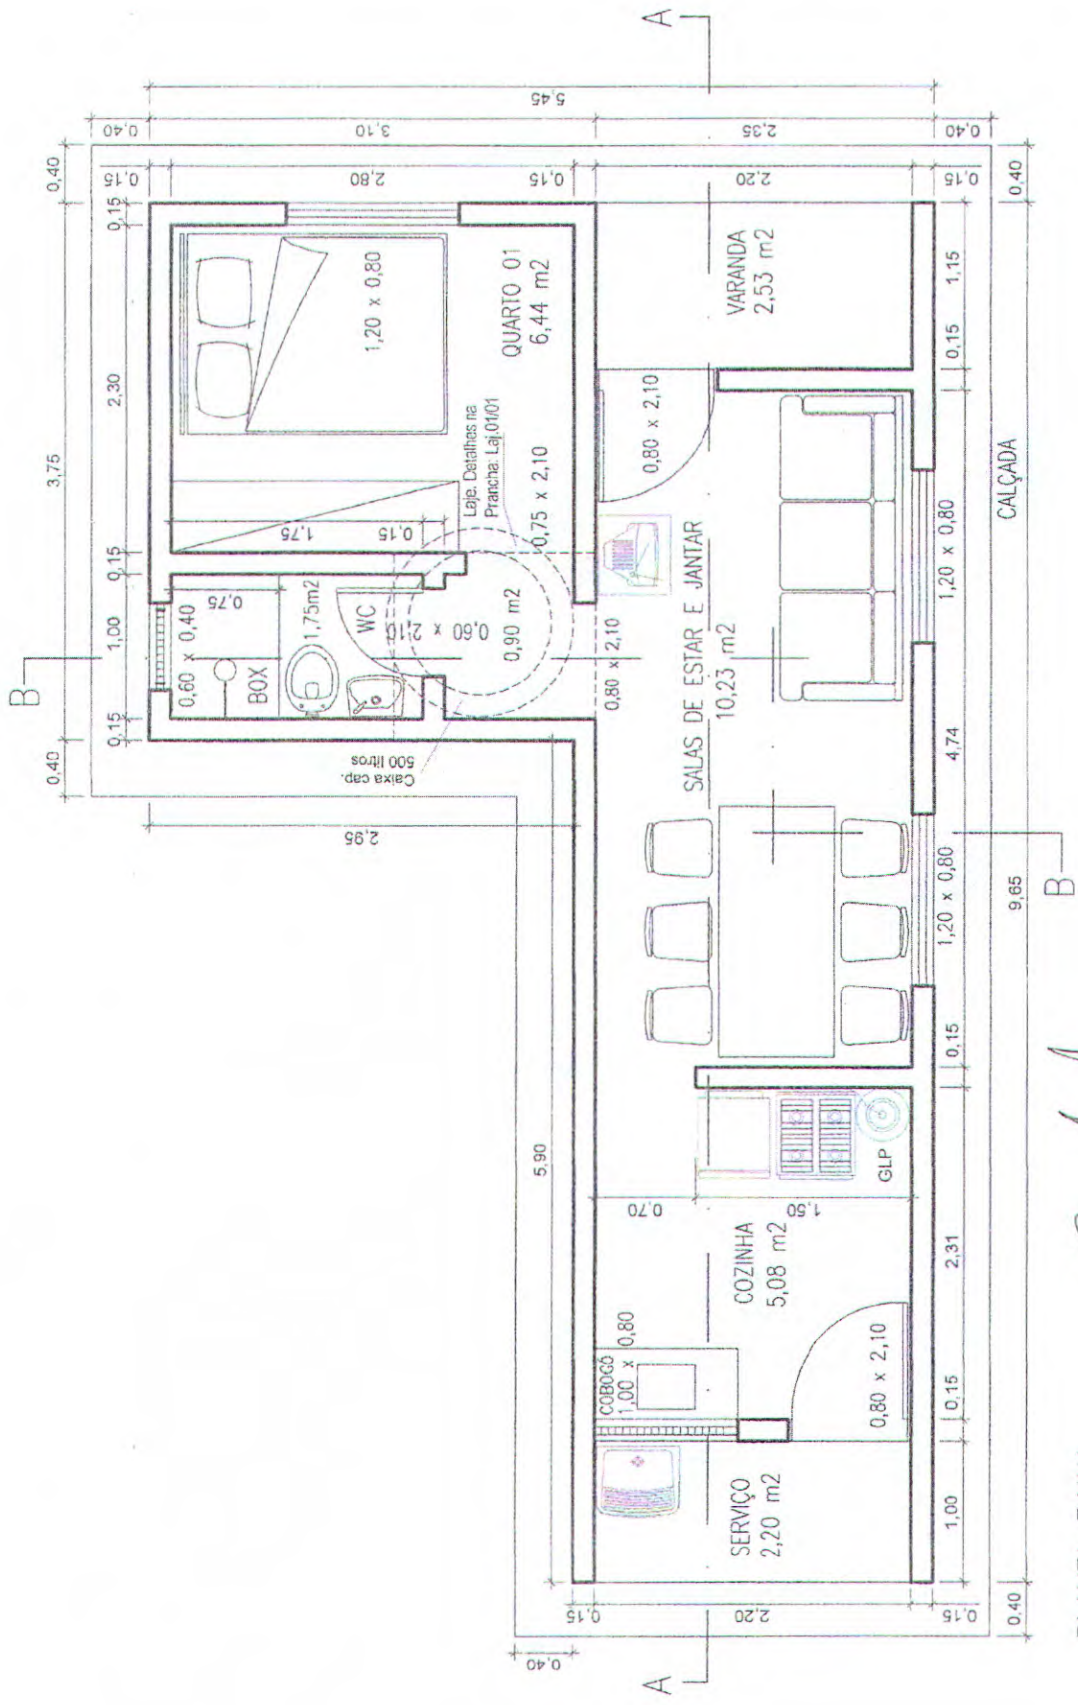 A
5,45
0,40
3,10
2,35
0,40
0,40
0,15
2,80
0,15
2,20
0,15
0,40
3,75
0,15
2,30
0,15
1,00
0,15
0,40
B
QUARTO 01
6,44 m2
1,20 x 0,80
VARANDA
2,53 m2
1,15
0,15
0,80 x 2,10
Laje. Detalhes na
Prancha: Laj.01/01
0,75 x 2,10
1,75
0,15
CALÇADA
0,75
0,60 x 0,40
BOX
1,75m2
WC
0,60 x 2,10
0,90 m2
0,80 x 2,10
SALAS DE ESTAR E JANTAR
10,23 m2
1,20 x 0,80
4,74
Caixa cap.
500 litros
2,95
1,20 x 0,80
9,65
B
0,15
5,90
GLP
0,70
1,50
COZINHA
5,08 m2
2,31
COBOGÓ
1,00 x 0,80
0,80 x 2,10
0,15
SERVIÇO
2,20 m2
1,00
0,15
2,20
0,15
0,40
0,40
A